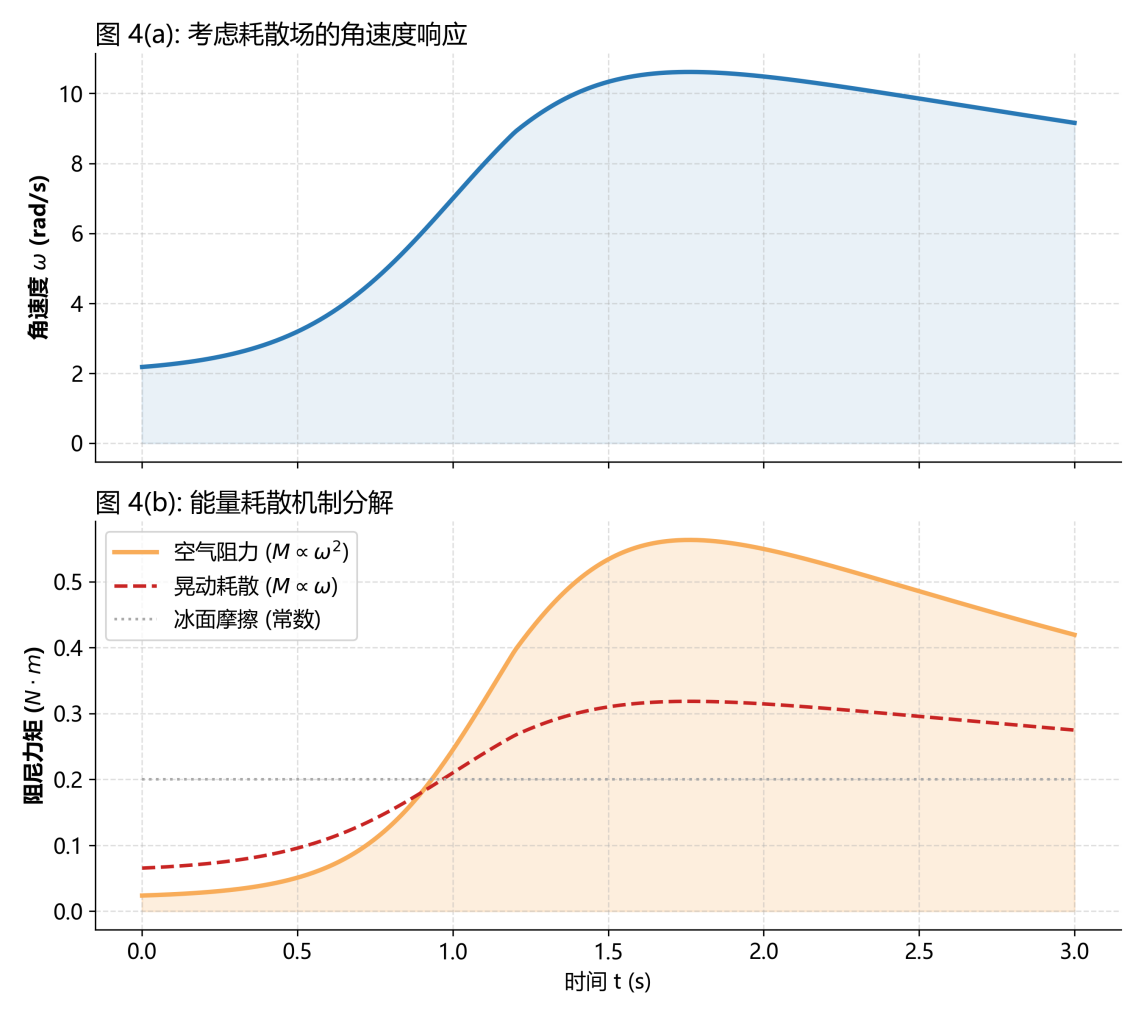 图 4(a): 考虑耗散场的角速度响应
10
8
6
4
2
0
角速度 ω (rad/s)
图 4(b): 能量耗散机制分解
空气阻力 (M ∝ ω²)
晃动耗散 (M ∝ ω)
冰面摩擦 (常数)
0.5
0.4
0.3
0.2
0.1
0.0
阻尼力矩 (N · m)
0.0 0.5 1.0 1.5 2.0 2.5 3.0
时间 t (s)